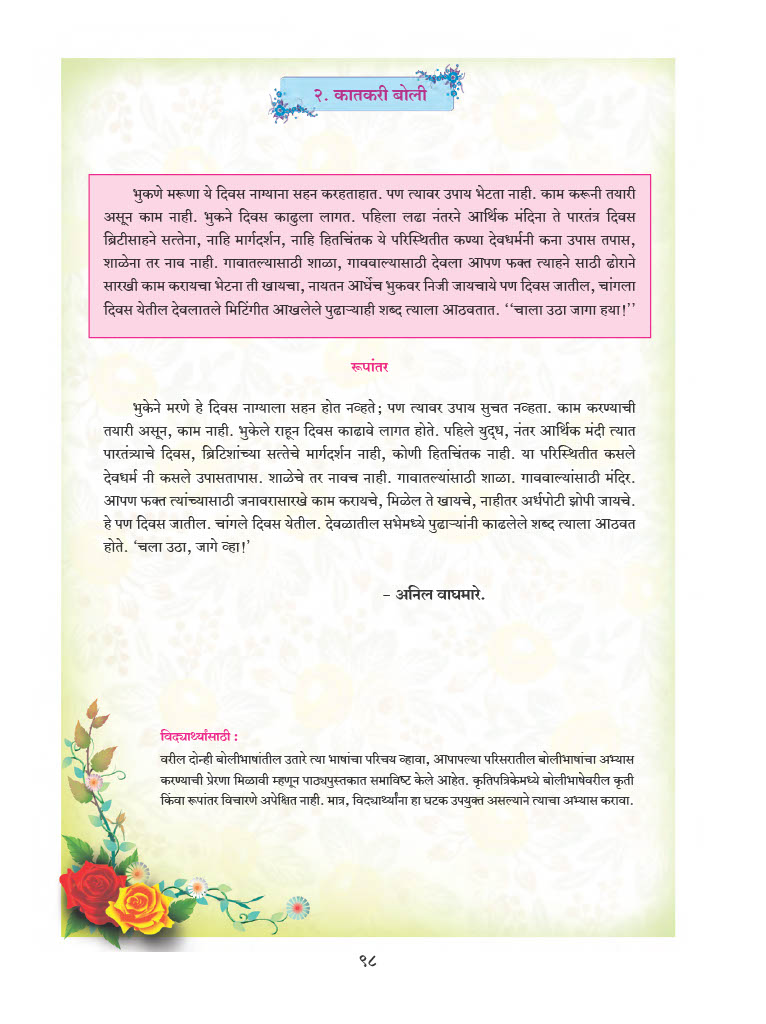 २. कातकरी बोली
भुकणे मरूणा ये दिवस नाग्याना सहन करहताहात. पण त्यावर उपाय भेटता नाही. काम करूनी तयारी
असून काम नाही. भुकने दिवस काढुला लागत. पहिला लढा नंतरने आर्थिक मंदिना ते पारतंत्र दिवस
ब्रिटीसाहने सत्तेना, नाहि मार्गदर्शन, नाहि हितचिंतक ये परिस्थितीत कण्या देवधर्मनी कना उपास तपास,
शाळेना तर नाव नाही. गावातल्यासाठी शाळा, गाववाल्यासाठी देवला आपण फक्त त्याहने साठी ढोराने
सारखी काम करायचा भेटना ती खायचा, नायतन आर्धेच भुकवर निजी जायचाये पण दिवस जातील, चांगला
दिवस येतील देवलातले मिटिंगीत आखलेले पुढाऱ्याही शब्द त्याला आठवतात. ‘‘चाला उठा जागा हया!’’
रूपांतर
भुकेने मरणे हे दिवस नाग्याला सहन होत नव्हते; पण त्यावर उपाय सुचत नव्हता. काम करण्याची
तयारी असून, काम नाही. भुकेले राहून दिवस काढावे लागत होते. पहिले युद्ध, नंतर आर्थिक मंदी त्यात
पारतंत्र्याचे दिवस, ब्रिटिशांच्या सत्तेचे मार्गदर्शन नाही, कोणी हितचिंतक नाही. या परिस्थितीत कसले
देवधर्म नी कसले उपासतापास. शाळेचे तर नावच नाही. गावातल्यांसाठी शाळा. गाववाल्यांसाठी मंदिर.
आपण फक्त त्यांच्यासाठी जनावरासारखे काम करायचे, मिळेल ते खायचे, नाहीतर अर्धपोटी झोपी जायचे.
हे पण दिवस जातील. चांगले दिवस येतील. देवळातील सभेमध्ये पुढाऱ्यांनी काढलेले शब्द त्याला आठवत
होते. ‘चला उठा, जागे व्हा!’
– अनिल वाघमारे.
विद्यार्थ्यांसाठी :
वरील दोन्ही बोलीभाषांतील उतारे त्या भाषांचा परिचय व्हावा, आपापल्या परिसरातील बोलीभाषांचा अभ्यास
करण्याची प्रेरणा मिळावी म्हणून पाठ्यपुस्तकात समाविष्ट केले आहेत. कृतिपत्रिकेमध्ये बोलीभाषेवरील कृती
किंवा रूपांतर विचारणे अपेक्षित नाही. मात्र, विद्यार्थ्यांना हा घटक उपयुक्त असल्याने त्याचा अभ्यास करावा.
९८